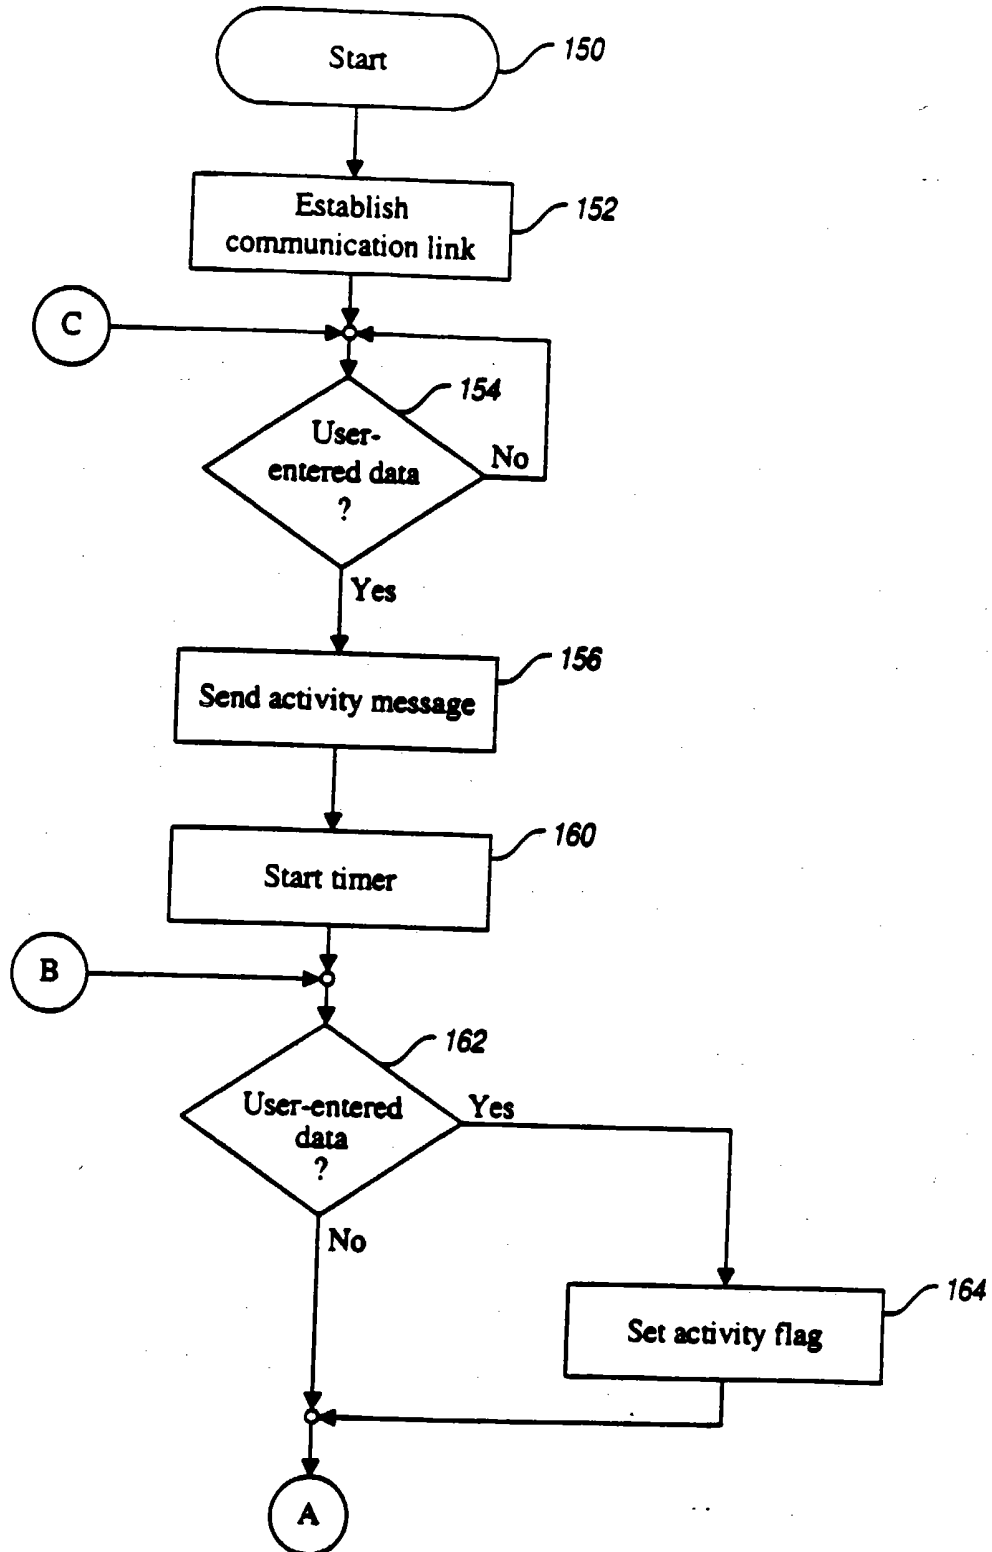 Start
150
Establish
communication link
152
C
154
User-
entered data
?
No
Yes
Send activity message
156
Start timer
160
B
162
User-entered
data
?
Yes
No
Set activity flag
164
A